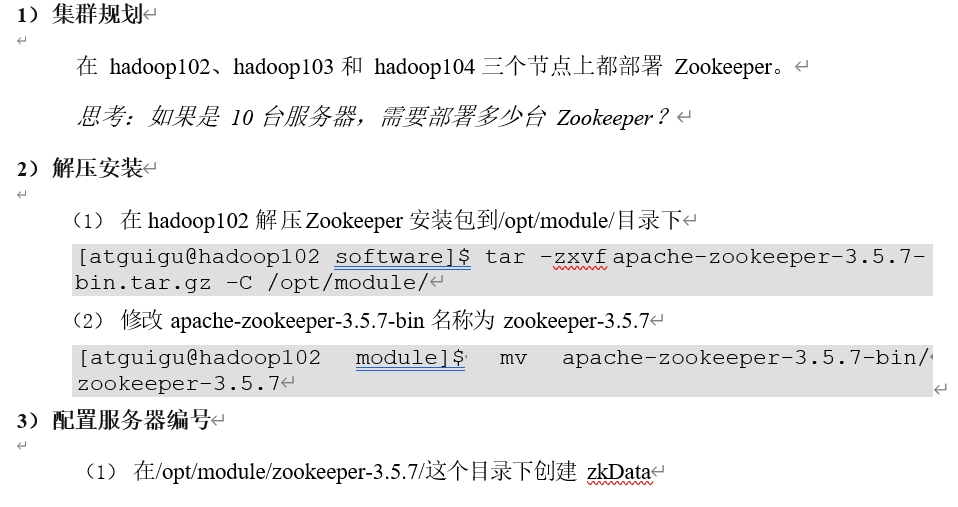 1）集群规划
在 hadoop102、hadoop103 和 hadoop104 三个节点上都部署 Zookeeper。
思考：如果是 10 台服务器，需要部署多少台 Zookeeper？
2）解压安装
（1） 在 hadoop102 解压 Zookeeper 安装包到/opt/module/目录下
[atguigu@hadoop102 software]$ tar -zxvf apache-zookeeper-3.5.7-
bin.tar.gz -C /opt/module/
（2） 修改 apache-zookeeper-3.5.7-bin 名称为 zookeeper-3.5.7
[atguigu@hadoop102 module]$ mv apache-zookeeper-3.5.7-bin/
zookeeper-3.5.7
3）配置服务器编号
（1） 在/opt/module/zookeeper-3.5.7/这个目录下创建 zkData